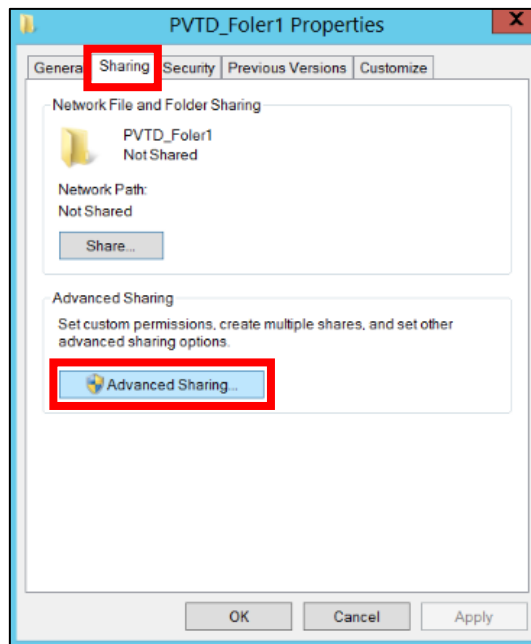 PVTD_Foler1 Properties
X
General Sharing Security Previous Versions Customize
Network File and Folder Sharing
PVTD_Foler1
Not Shared
Network Path:
Not Shared
Share...
Advanced Sharing
Set custom permissions, create multiple shares, and set other
advanced sharing options.
Advanced Sharing...
OK Cancel Apply